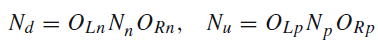 N_d = O_{Ln} N_n O_{Rn}, N_u = O_{Lp} N_p O_{Rp}